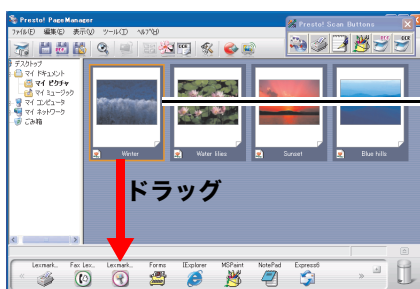 Presto! PageManager
Presto! Scan Buttons
ファイル(F) 編集(E) 表示(V) ツール(T) ヘルプ(H)
デスクトップ
マイ ドキュメント
マイ ピクチャ
マイ ミュージック
マイ コンピュータ
マイ ネットワーク
ごみ箱
Winter Water lilies Sunset Blue hills
ドラッグ
Lexmark.. Fax Lex.. Lexmark.. Forms IExplorer MSPaint NotePad Express6